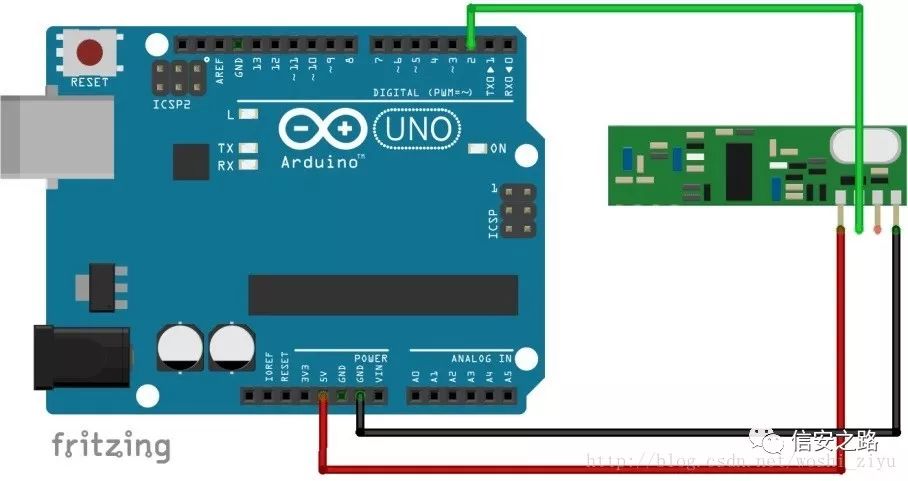 RESET
ICSP2
AREF
GND
13
12
~11
~10
~9
8
7
~6
~5
4
~3
2
TX0▶1
RX0◀0
DIGITAL (PWM=~)
L
TX
RX
UNO
Arduino™
ON
1
ICSP
IOREF
RESET
3V3
5V
GND
GND
VIN
POWER
ANALOG IN
A0
A1
A2
A3
A4
A5
fritzing
信安之路
http://blog.csdn.net/woshi_ziyu